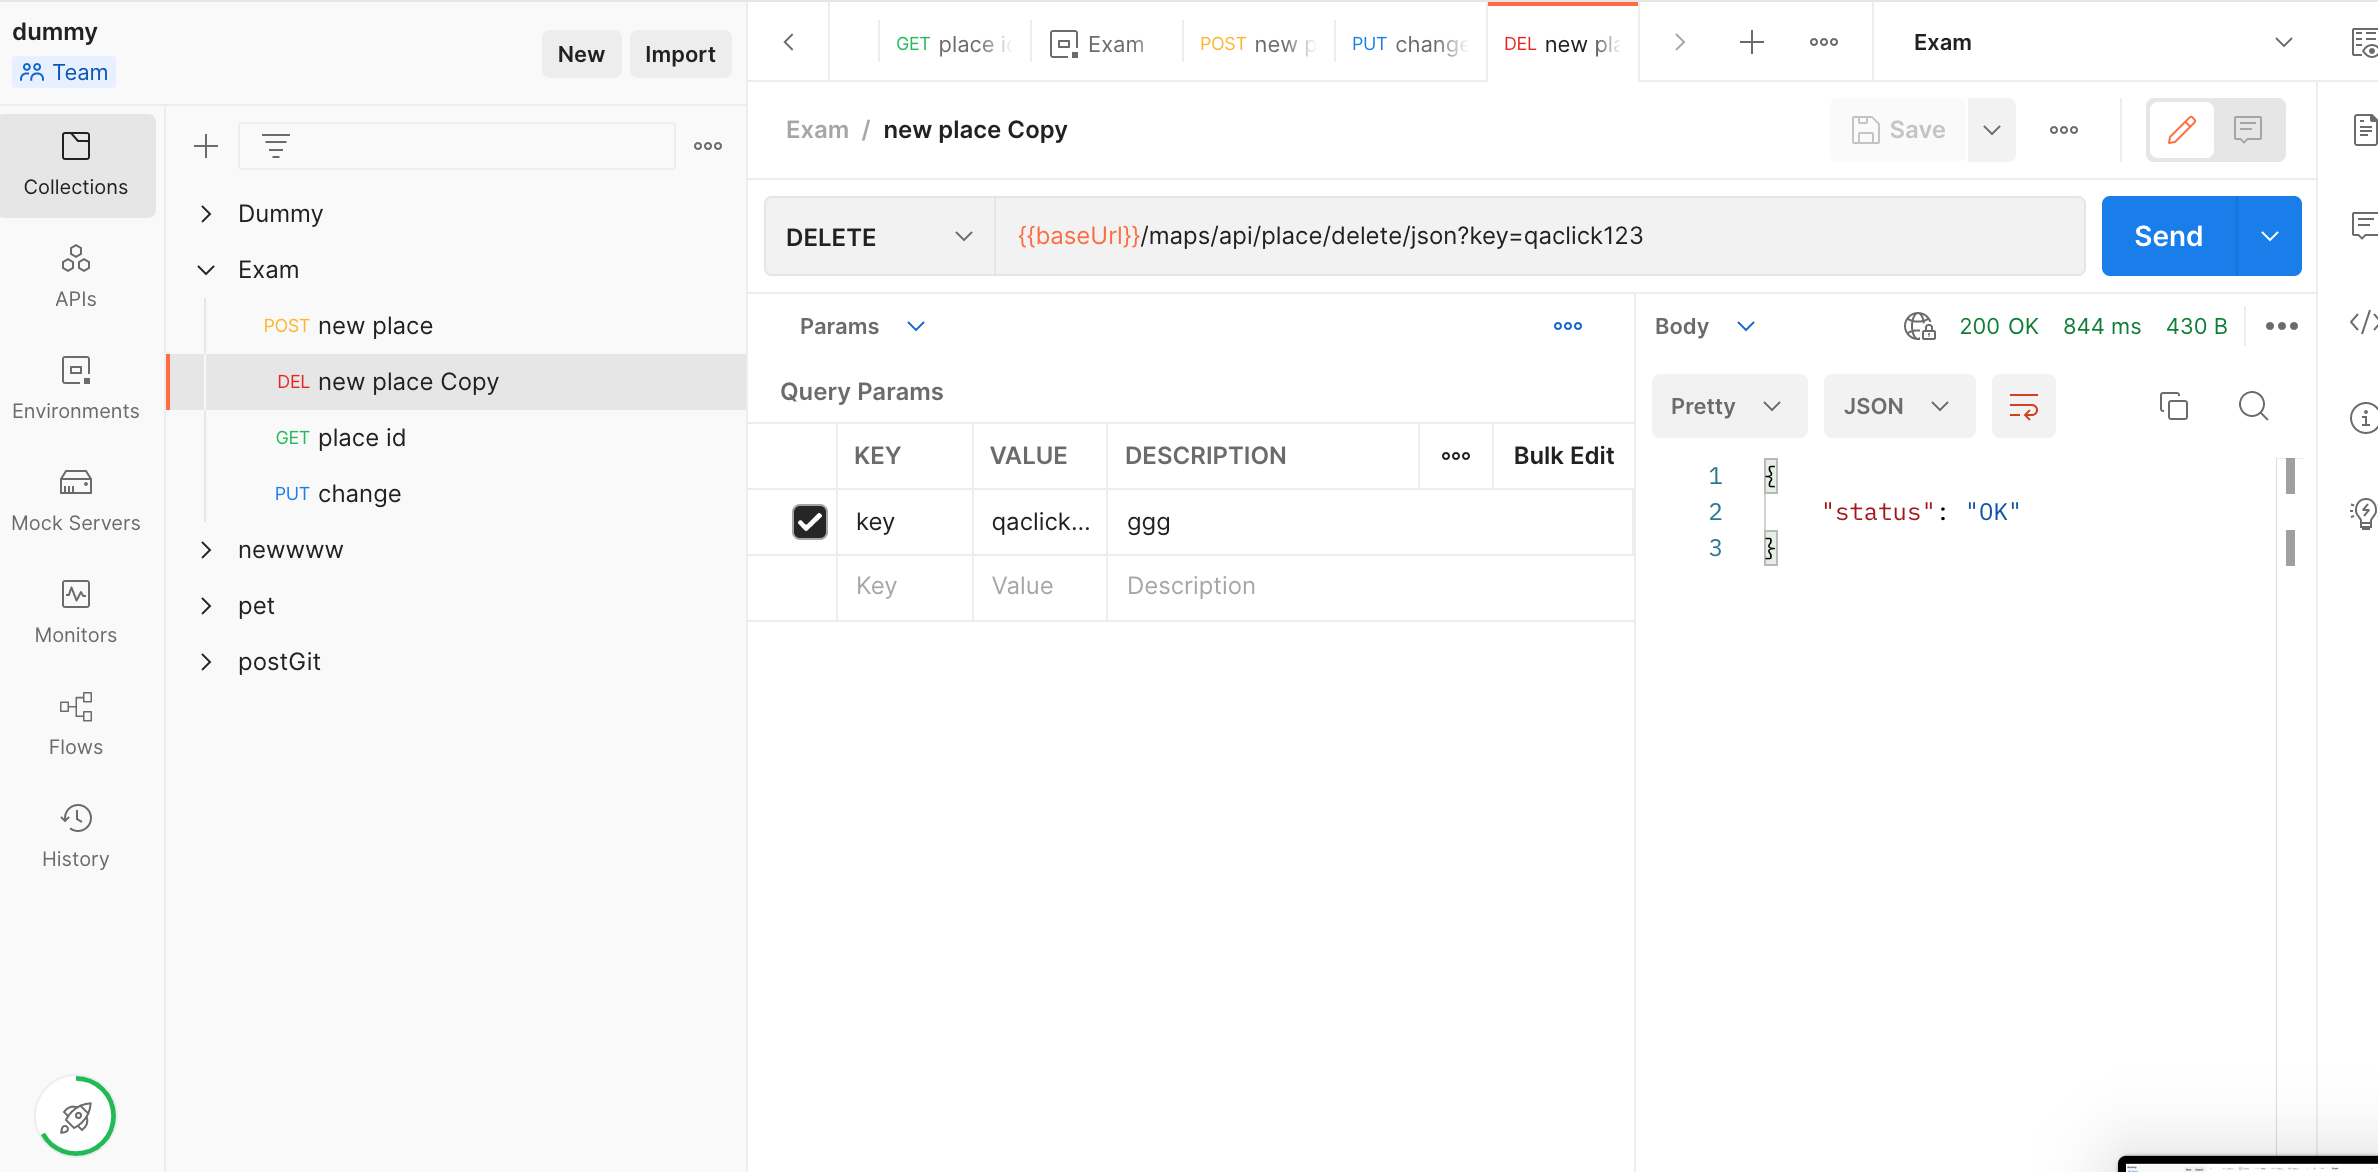 dummy
Team
New
Import
GET place i
Exam
POST new p
PUT change
DEL new pla
Exam
Collections
APIs
Environments
Mock Servers
Monitors
Flows
History
Dummy
Exam
POST new place
DEL new place Copy
GET place id
PUT change
newwww
pet
postGit
Exam / new place Copy
Save
DELETE
{{baseUrl}}/maps/api/place/delete/json?key=qaclick123
Send
Params
Query Params
KEY VALUE DESCRIPTION Bulk Edit
key qaclick... ggg
Key Value Description
Body
200 OK 844 ms 430 B
Pretty
JSON
1 {
2 "status": "OK"
3 }